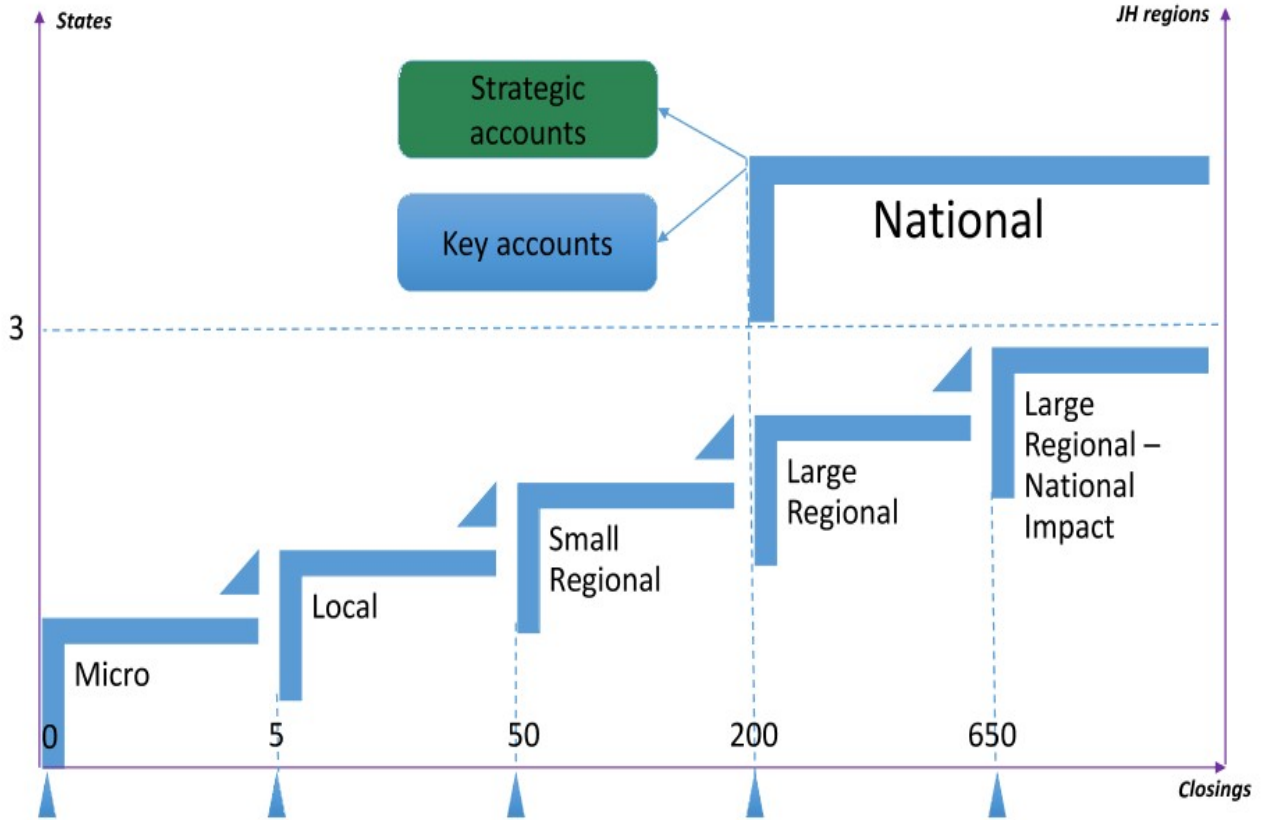 States
JH regions
Strategic
accounts
Key accounts
National
3
Large
Regional –
National
Impact
Large
Regional
Small
Regional
Local
Micro
0
5
50
200
650
Closings